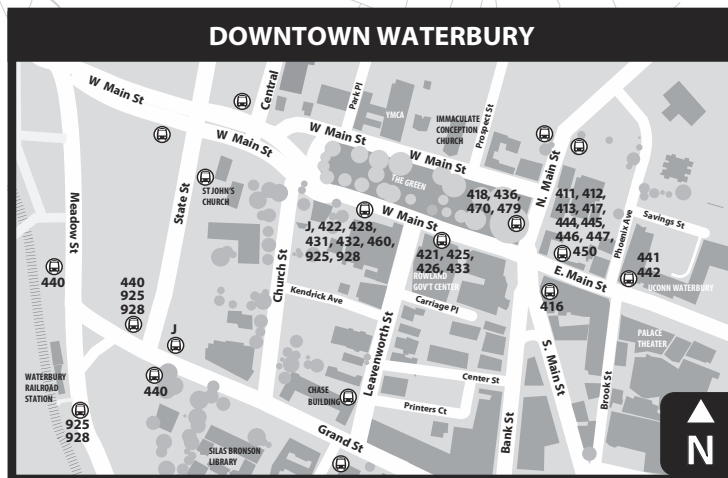 DOWNTOWN WATERBURY
W Main St
Central
Park Pl
YMCA
IMMACULATE
CONCEPTION
CHURCH
Prospect St
W Main St
W Main St
W Main St
N. Main St
ST JOHN'S
CHURCH
State St
Meadow St
THE GREEN
W Main St
418, 436,
470, 479
411, 412,
413, 417,
444, 445,
446, 447,
450
Phoenix Ave
Savings St
J, 422, 428,
431, 432, 460,
925, 928
421, 425,
426, 433
ROWLAND
GOV'T CENTER
E. Main St
441
442
UCONN WATERBURY
440
440
925
928
J
Church St
Kendrick Ave
Carriage Pl
416
PALACE
THEATER
Leavenworth St
S. Main St
Brook St
WATERBURY
RAILROAD
STATION
440
CHASE
BUILDING
Center St
Printers Ct
Bank St
925
928
Grand St
SILAS BRONSON
LIBRARY
N